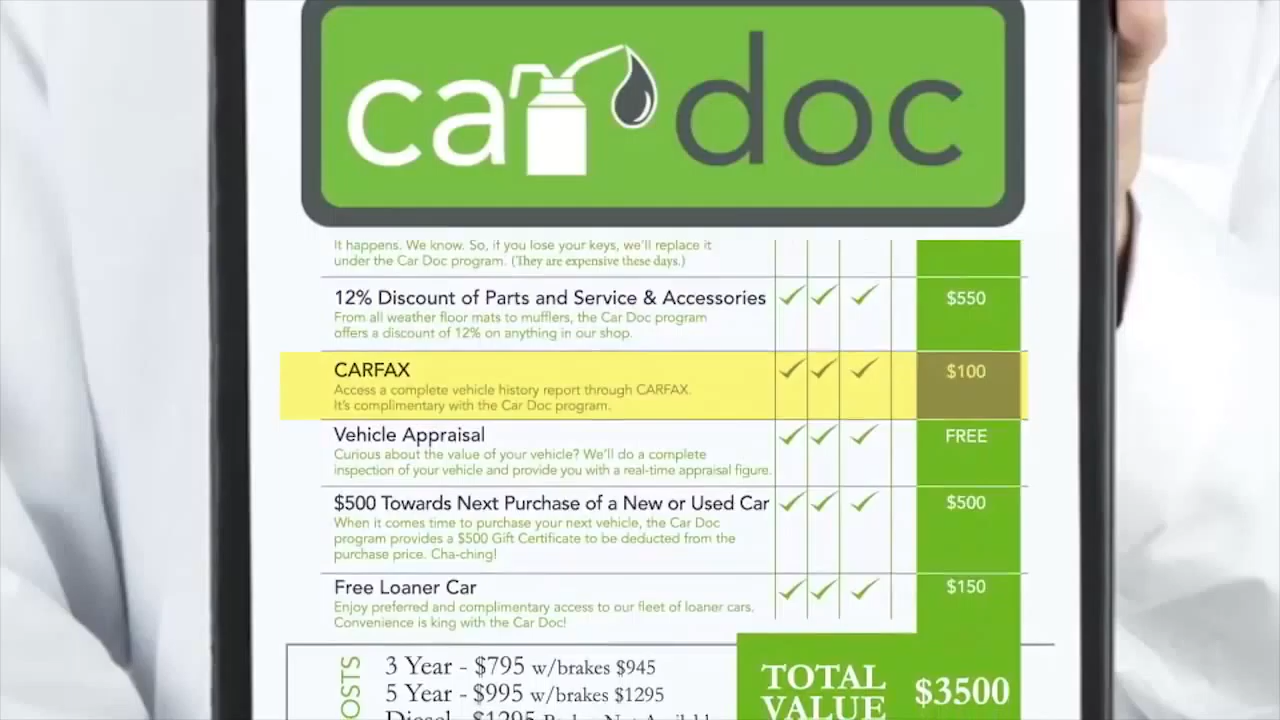 car doc
It happens. We know. So, if you lose your keys, we'll replace it
under the Car Doc program. (They are expensive these days.)
12% Discount of Parts and Service & Accessories
$550
From all weather floor mats to mufflers, the Car Doc program
offers a discount of 12% on anything in our shop.
CARFAX
$100
Access a complete vehicle history report through CARFAX.
It's complimentary with the Car Doc program.
Vehicle Appraisal
FREE
Curious about the value of your vehicle? We'll do a complete
inspection of your vehicle and provide you with a real-time appraisal figure.
$500 Towards Next Purchase of a New or Used Car
$500
When it comes time to purchase your next vehicle, the Car Doc
program provides a $500 Gift Certificate to be deducted from the
purchase price. Cha-ching!
Free Loaner Car
$150
Enjoy preferred and complimentary access to our fleet of loaner cars.
Convenience is king with the Car Doc!
OSTS
3 Year - $795 w/brakes $945
5 Year - $995 w/brakes $1295
Diesel - $1295
TOTAL
VALUE
$3500